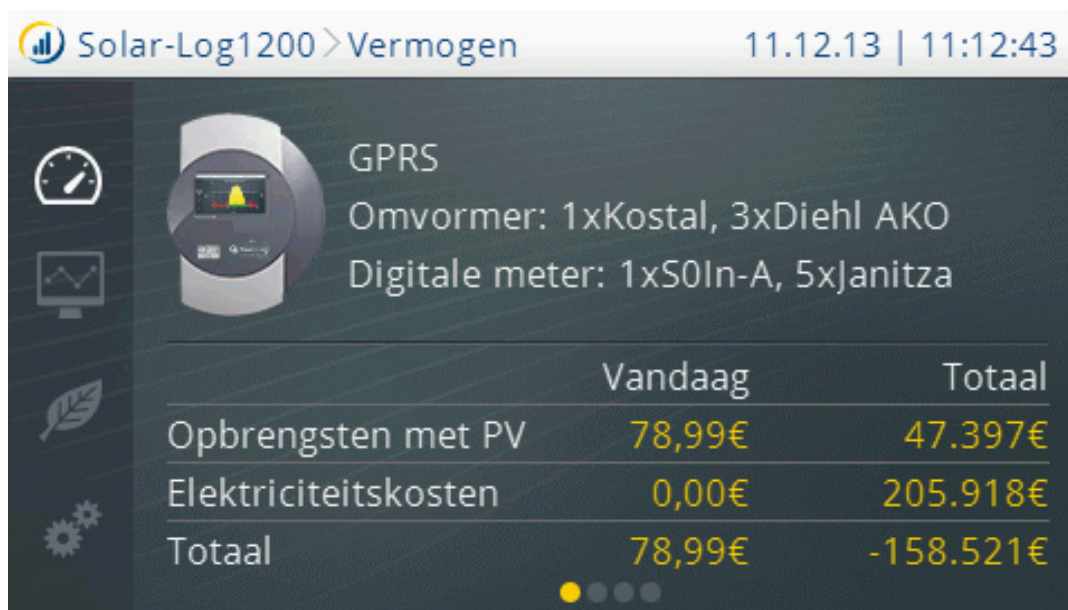 Solar-Log1200 > Vermogen 11.12.13 | 11:12:43
GPRS
Omvormer: 1xKostal, 3xDiehl AKO
Digitale meter: 1xS0In-A, 5xJanitza
Vandaag Totaal
Opbrengsten met PV 78,99€ 47.397€
Elektriciteitskosten 0,00€ 205.918€
Totaal 78,99€ -158.521€